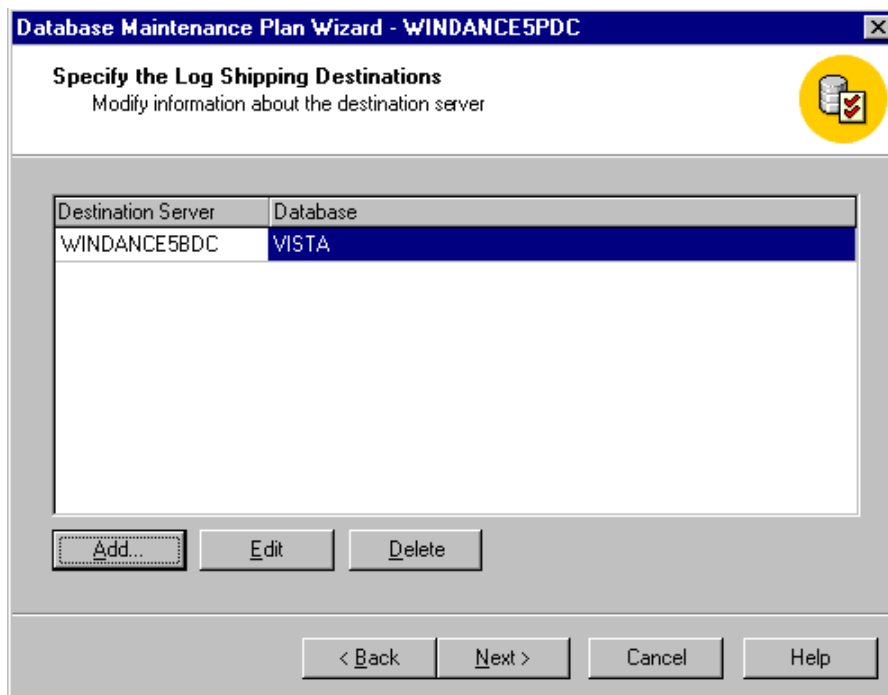 Database Maintenance Plan Wizard - WINDANCE5PDC
Specify the Log Shipping Destinations
Modify information about the destination server
Destination Server Database
WINDANCE5BDC VISTA
Add... Edit Delete
< Back Next > Cancel Help